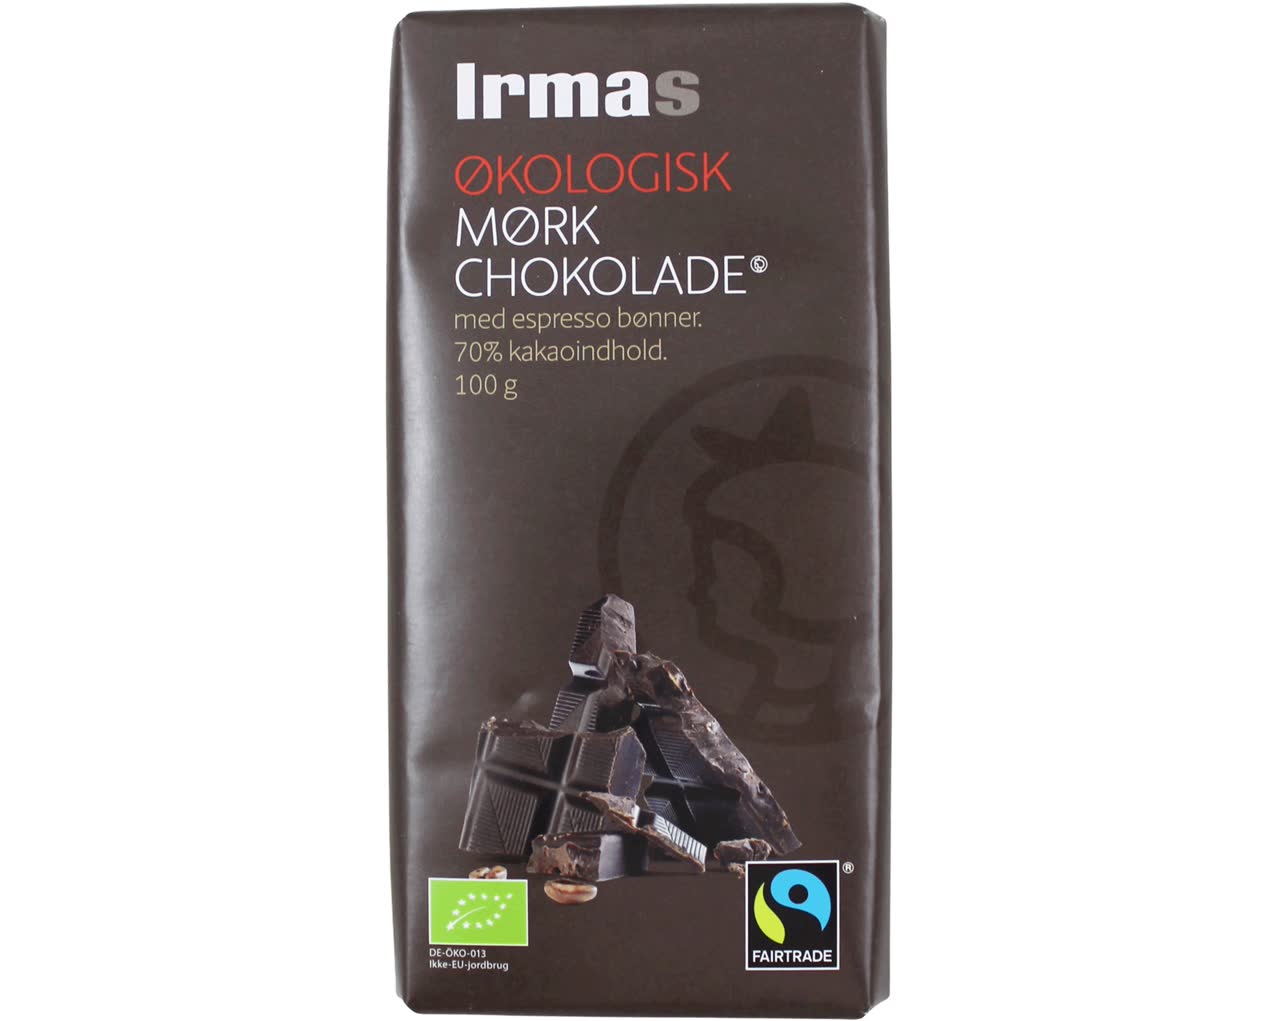 Irmas
ØKOLOGISK
MØRK
CHOKOLADE
med espresso bønner.
70% kakaoindhold.
100 g
DE-ÖKO-013
Ikke-EU-jordbrug
FAIRTRADE ®